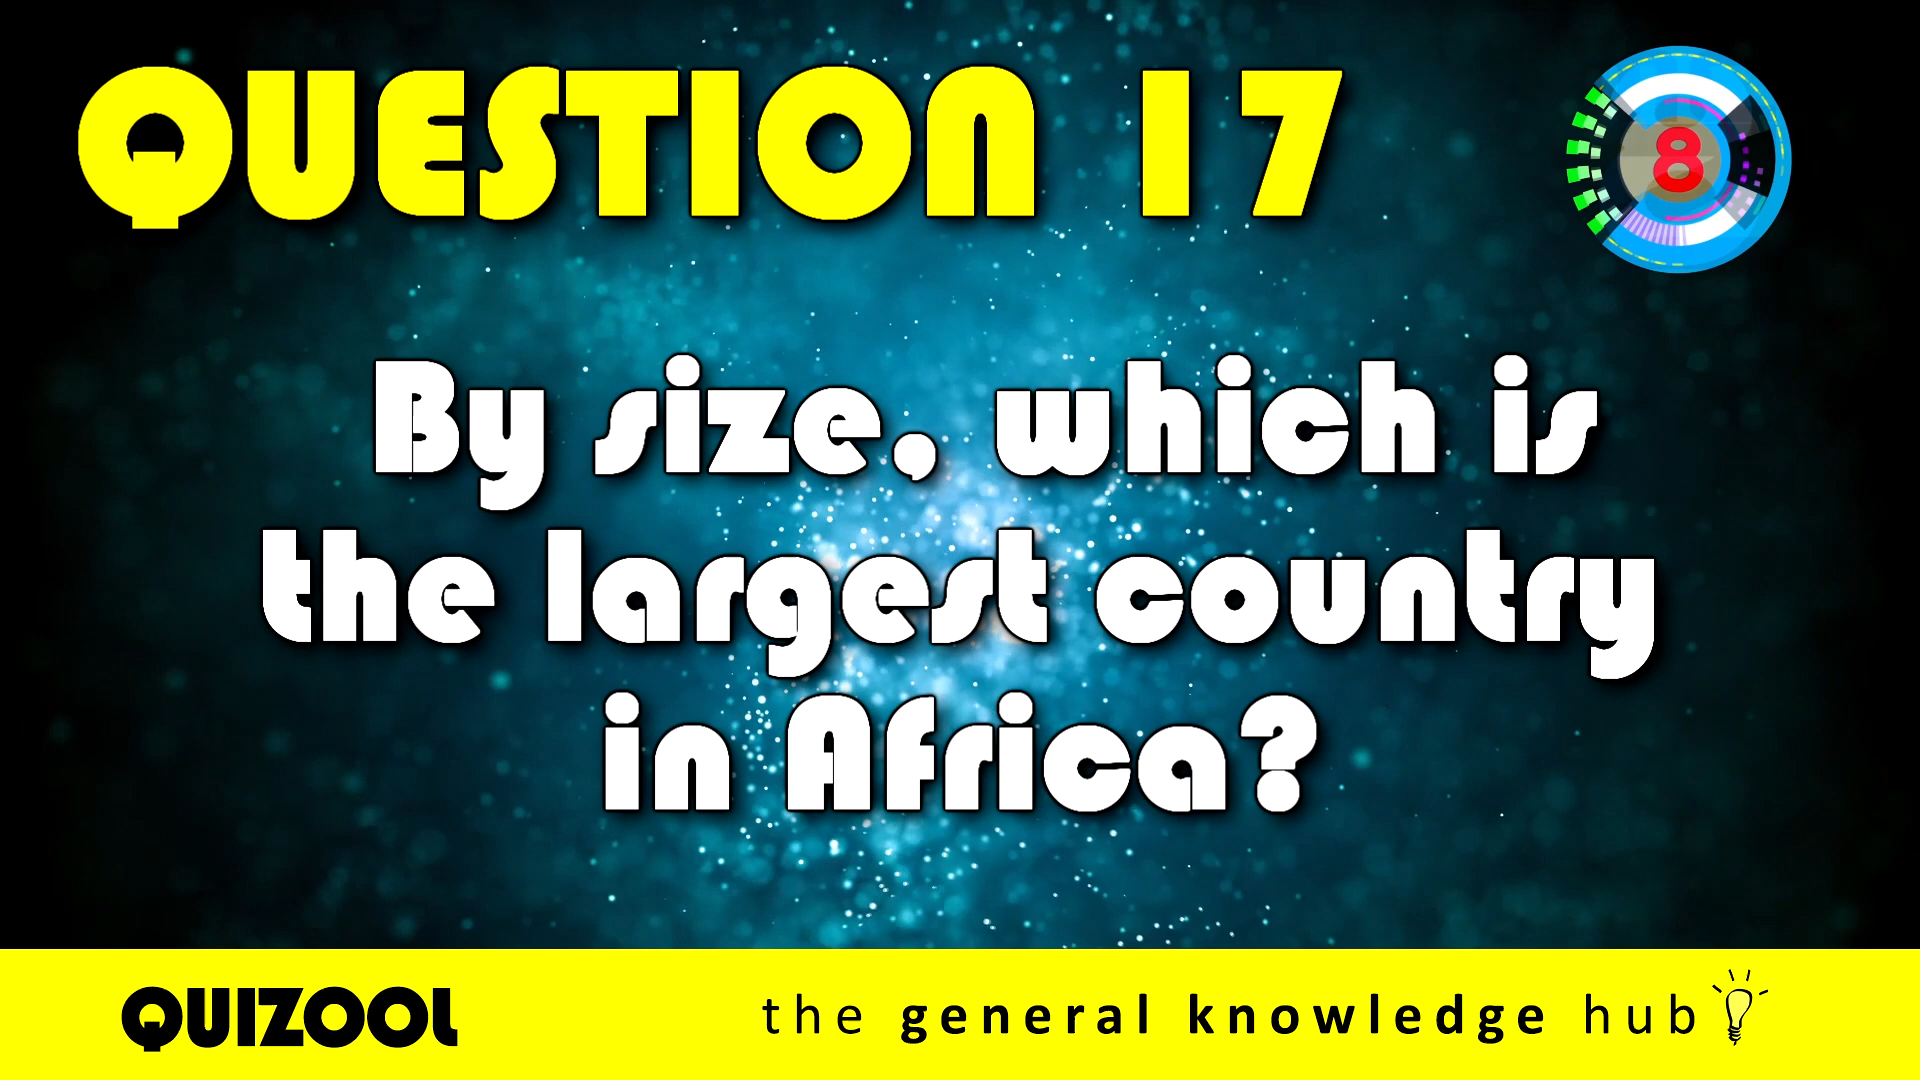 QUESTION 17
8
By size, which is
the largest country
in Africa?
QUIZOOL
the general knowledge hub